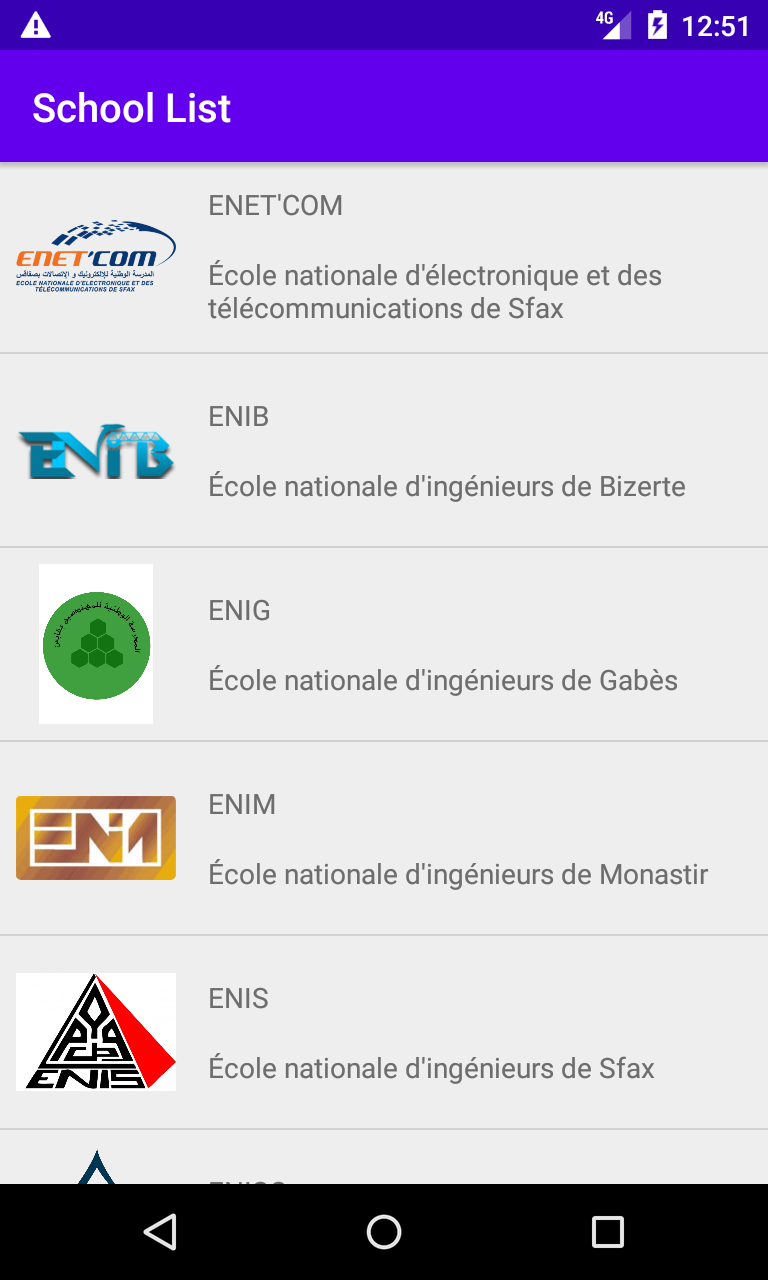 4G 12:51
School List
ENET'COM
المدرسة الوطنية للإلكترونيك و الإتصالات بصفاقس
ECOLE NATIONALE D'ELECTRONIQUE ET DES
TÉLÉCOMMUNICATIONS DE SFAX
ENET'COM
École nationale d'électronique et des
télécommunications de Sfax
ENIB
ENIB
École nationale d'ingénieurs de Bizerte
المدرسة الوطنية للمهندسين بقابس
ENIG
École nationale d'ingénieurs de Gabès
ENIM
ENIM
École nationale d'ingénieurs de Monastir
ENIS
ENIS
École nationale d'ingénieurs de Sfax